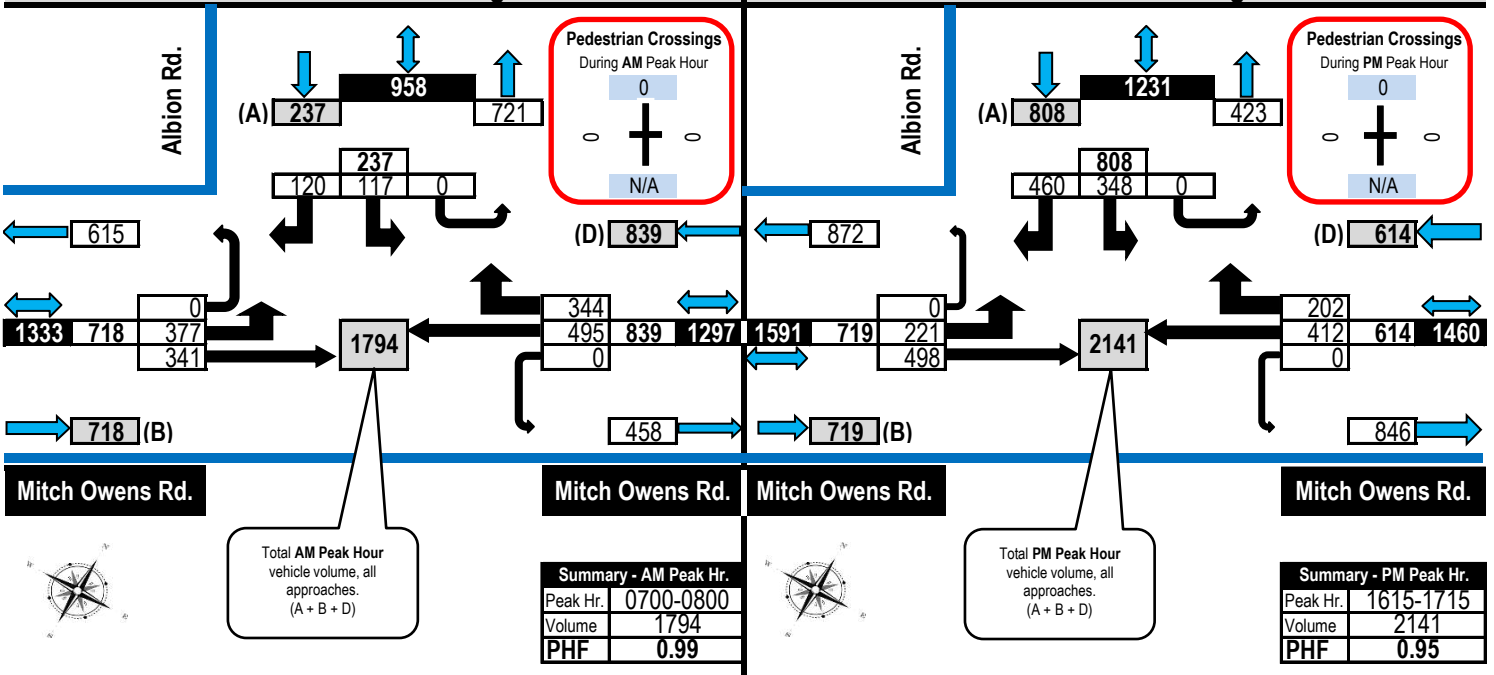 Albion Rd.
958
(A) 237
721
237
120 117 0
Pedestrian Crossings
During AM Peak Hour
0
0 0
N/A
615
(D) 839
0
1333 718 377
341
1794
344
495 839 1297
0
718 (B)
458
Mitch Owens Rd.
Mitch Owens Rd.
Total AM Peak Hour
vehicle volume, all
approaches.
(A + B + D)
Summary - AM Peak Hr.
Peak Hr. 0700-0800
Volume 1794
PHF 0.99
Albion Rd.
1231
(A) 808
423
808
460 348 0
Pedestrian Crossings
During PM Peak Hour
0
0 0
N/A
872
(D) 614
0
1591 719 221
498
2141
202
412 614 1460
0
719 (B)
846
Mitch Owens Rd.
Mitch Owens Rd.
Total PM Peak Hour
vehicle volume, all
approaches.
(A + B + D)
Summary - PM Peak Hr.
Peak Hr. 1615-1715
Volume 2141
PHF 0.95